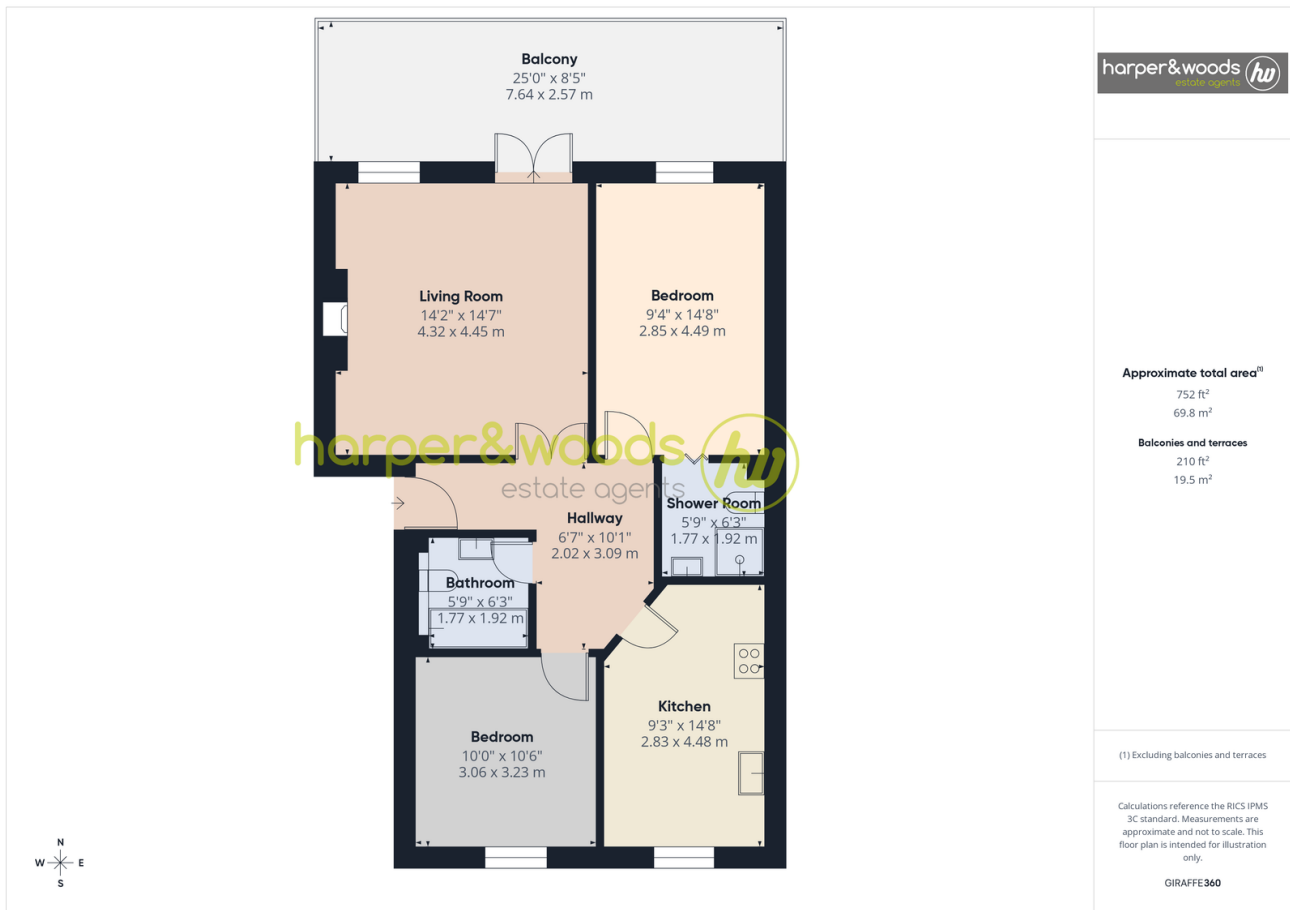 Balcony
25'0" x 8'5"
7.64 x 2.57 m
Living Room
14'2" x 14'7"
4.32 x 4.45 m
Bedroom
9'4" x 14'8"
2.85 x 4.49 m
harper&woods hw
estate agents
Hallway
6'7" x 10'1"
2.02 x 3.09 m
Shower Room
5'9" x 6'3"
1.77 x 1.92 m
Bathroom
5'9" x 6'3"
1.77 x 1.92 m
Bedroom
10'0" x 10'6"
3.06 x 3.23 m
Kitchen
9'3" x 14'8"
2.83 x 4.48 m
N
W E
S
harper&woods hw
estate agents
Approximate total area(1)
752 ft²
69.8 m²
Balconies and terraces
210 ft²
19.5 m²
(1) Excluding balconies and terraces
Calculations reference the RICS IPMS
3C standard. Measurements are
approximate and not to scale. This
floor plan is intended for illustration
only.
GIRAFFE360